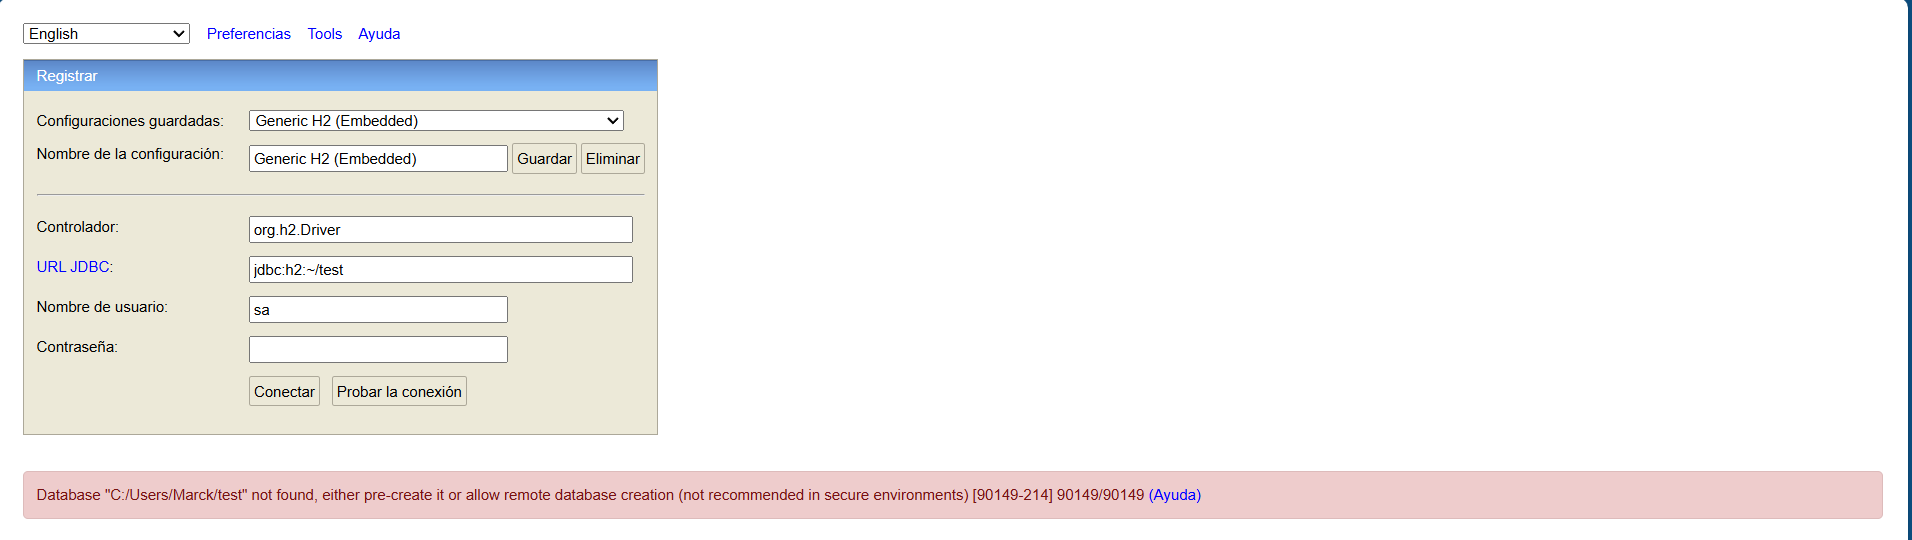 English Preferencias Tools Ayuda
Registrar
Configuraciones guardadas: Generic H2 (Embedded)
Nombre de la configuración: Generic H2 (Embedded) Guardar Eliminar
Controlador: org.h2.Driver
URL JDBC: jdbc:h2:~/test
Nombre de usuario: sa
Contraseña:
Conectar Probar la conexión
Database "C:/Users/Marck/test" not found, either pre-create it or allow remote database creation (not recommended in secure environments) [90149-214] 90149/90149 (Ayuda)